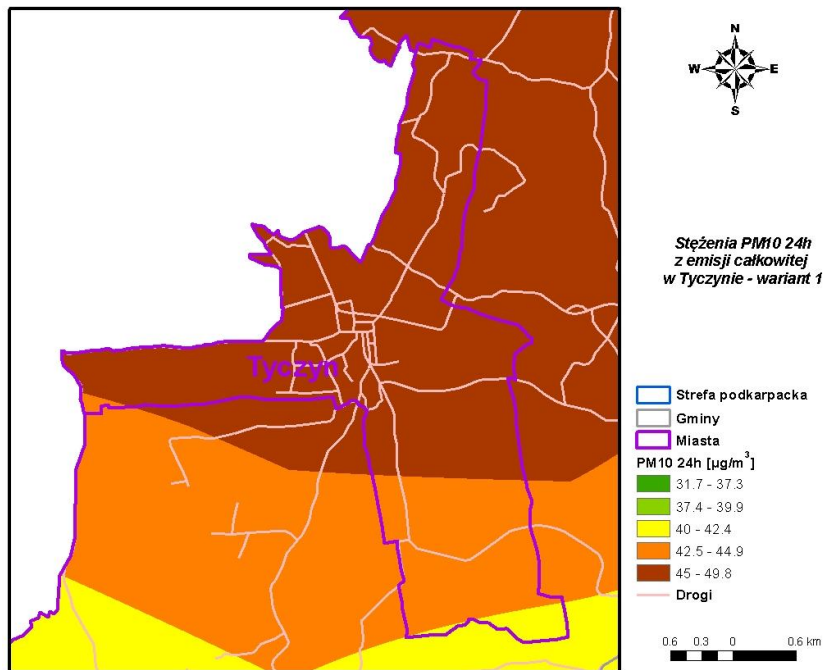 N
W E
S
Stężenia PM10 24h
z emisji całkowitej
w Tyczynie - wariant 1
Tyczyn
Strefa podkarpacka
Gminy
Miasta
PM10 24h [µg/m³]
31.7 - 37.3
37.4 - 39.9
40 - 42.4
42.5 - 44.9
45 - 49.8
Drogi
0.6 0.3 0 0.6 km